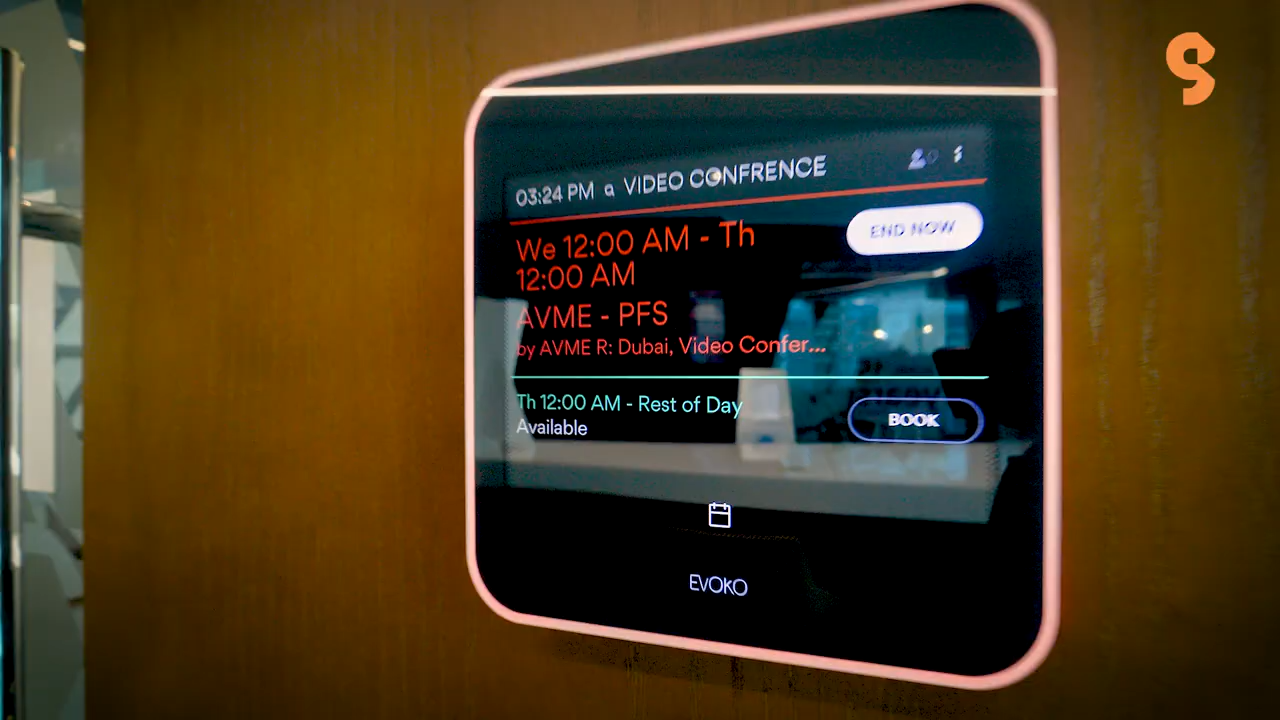 03:24 PM VIDEO CONFRENCE
END NOW
We 12:00 AM - Th
12:00 AM
AVME - PFS
by AVME R: Dubai, Video Confer...
Th 12:00 AM - Rest of Day
Available
BOOK
EVOKO